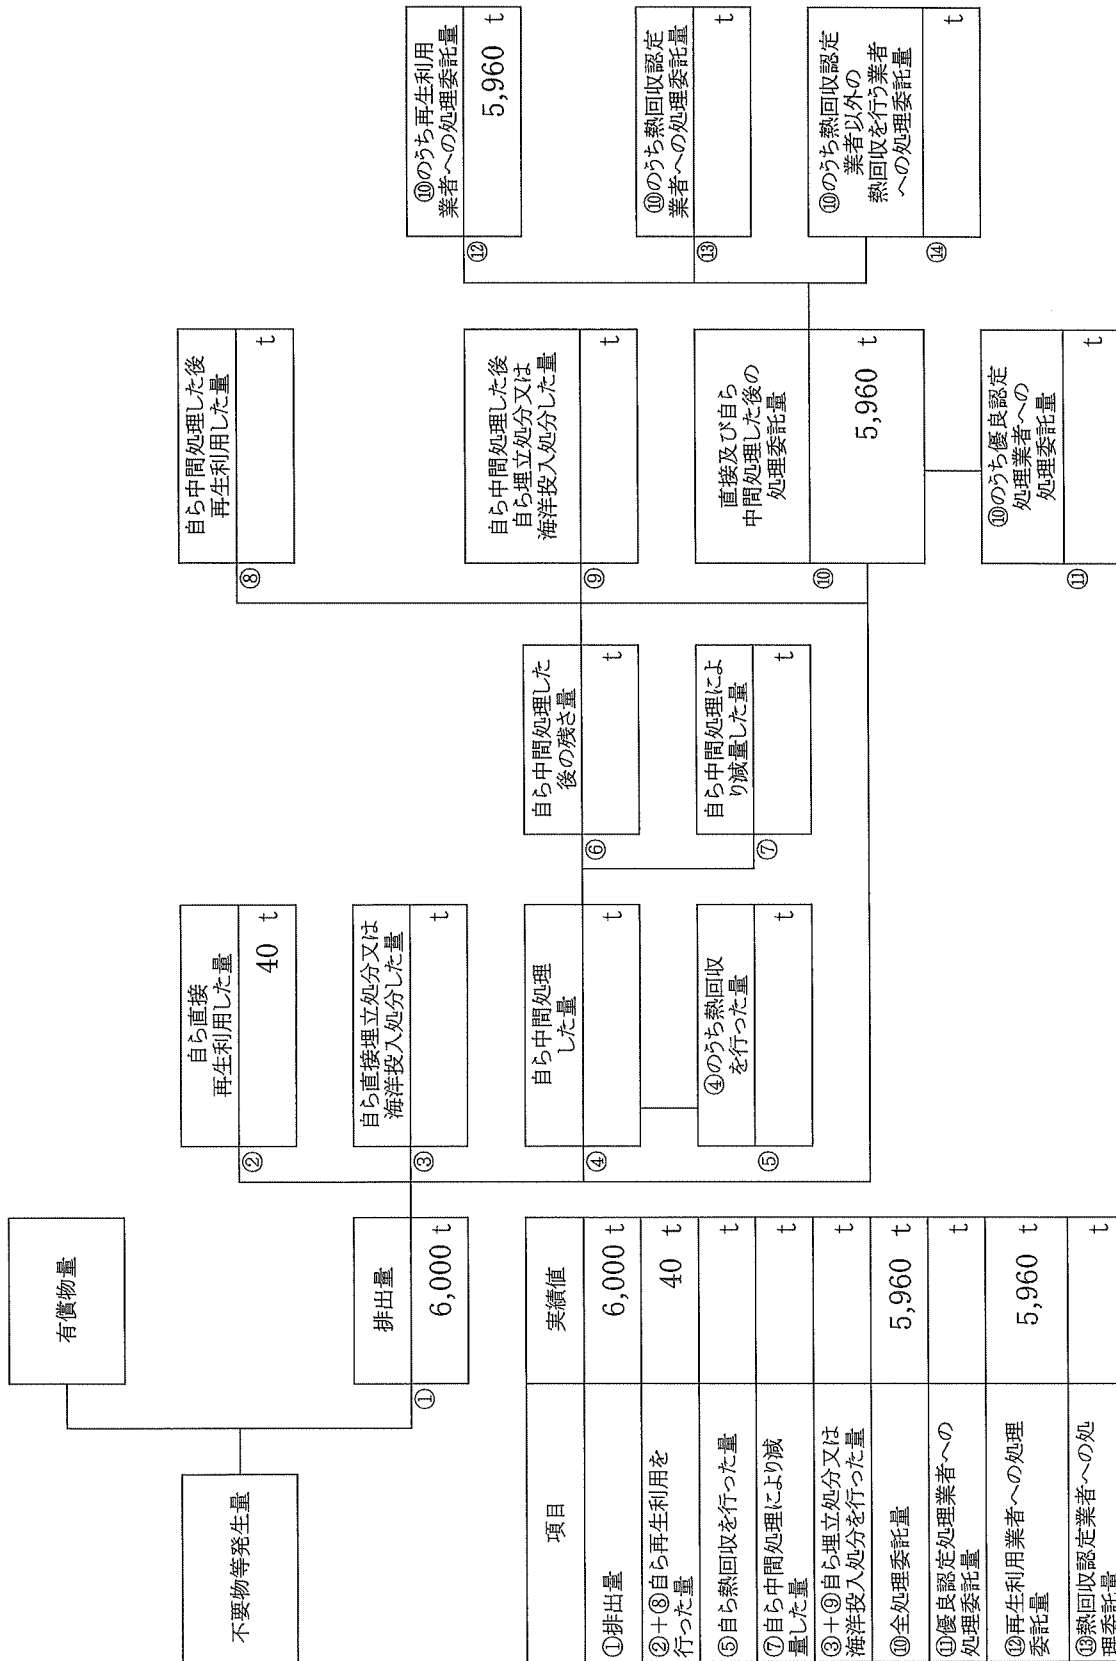 不要物等発生量
有償物量
①
排出量
6,000 t
②
自ら直接
再生利用した量
40 t
③
自ら直接埋立処分又は
海洋投入処分した量
t
④
自ら中間処理
した量
t
⑤
④のうち熱回収
を行った量
t
⑥
自ら中間処理した
後の残さ量
t
⑦
自ら中間処理によ
り減量した量
t
⑧
自ら中間処理した後
再生利用した量
t
⑨
自ら中間処理した後
自ら埋立処分又は
海洋投入処分した量
t
⑩
直接及び自ら
中間処理した後の
処理委託量
5,960 t
⑪
⑩のうち優良認定
処理業者への
処理委託量
t
⑫
⑩のうち再生利用
業者への処理委託量
5,960 t
⑬
⑩のうち熱回収認定
業者への処理委託量
t
⑭
⑩のうち熱回収認定
業者以外の
熱回収を行う業者
への処理委託量
t
項目 実績値
①排出量 6,000 t
②+⑧自ら再生利用を
行った量 40 t
⑤自ら熱回収を行った量 t
⑦自ら中間処理により減
量した量 t
③+⑨自ら埋立処分又は
海洋投入処分を行った量 t
⑩全処理委託量 5,960 t
⑪優良認定処理業者への
処理委託量 t
⑫再生利用業者への処理
委託量 5,960 t
⑬熱回収認定業者への処
理委託量 t